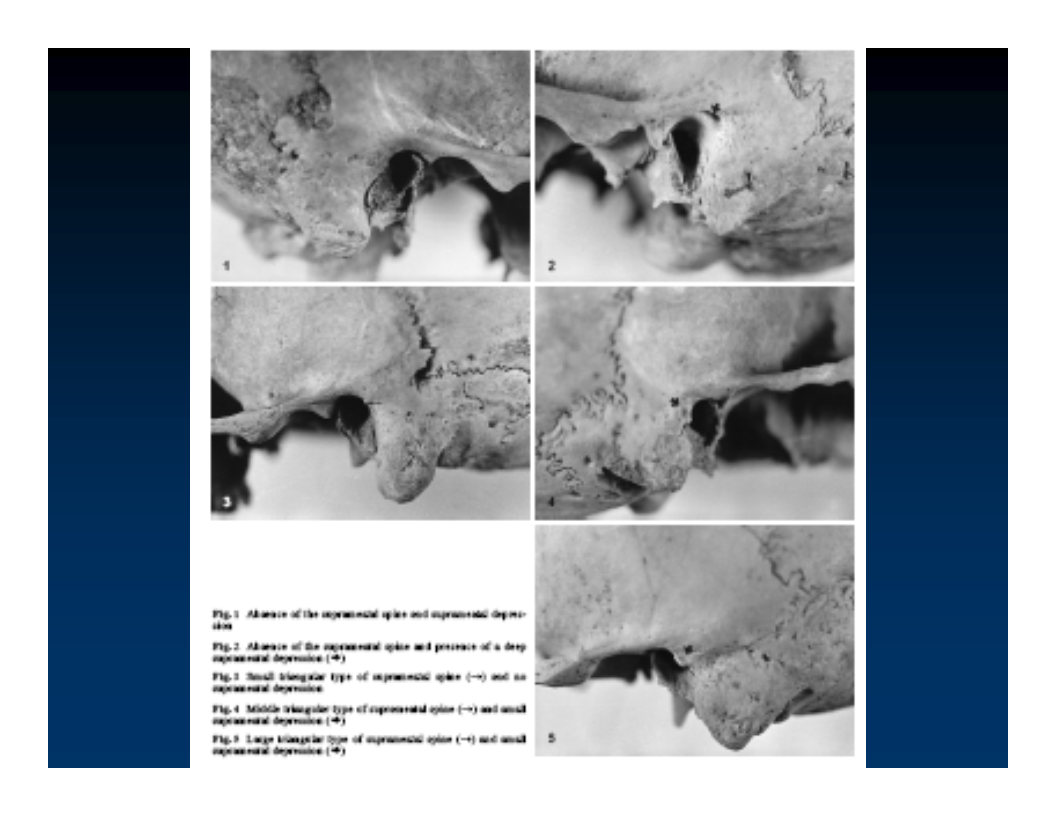 1
2
3
4
5
Fig. 1 Absence of the suprameatal spine and suprameatal depres-
sion
Fig. 2 Absence of the suprameatal spine and presence of a deep
suprameatal depression (➔)
Fig. 3 Small triangular type of suprameatal spine (→) and no
suprameatal depression
Fig. 4 Middle triangular type of suprameatal spine (→) and small
suprameatal depression (➔)
Fig. 5 Large triangular type of suprameatal spine (→) and small
suprameatal depression (➔)